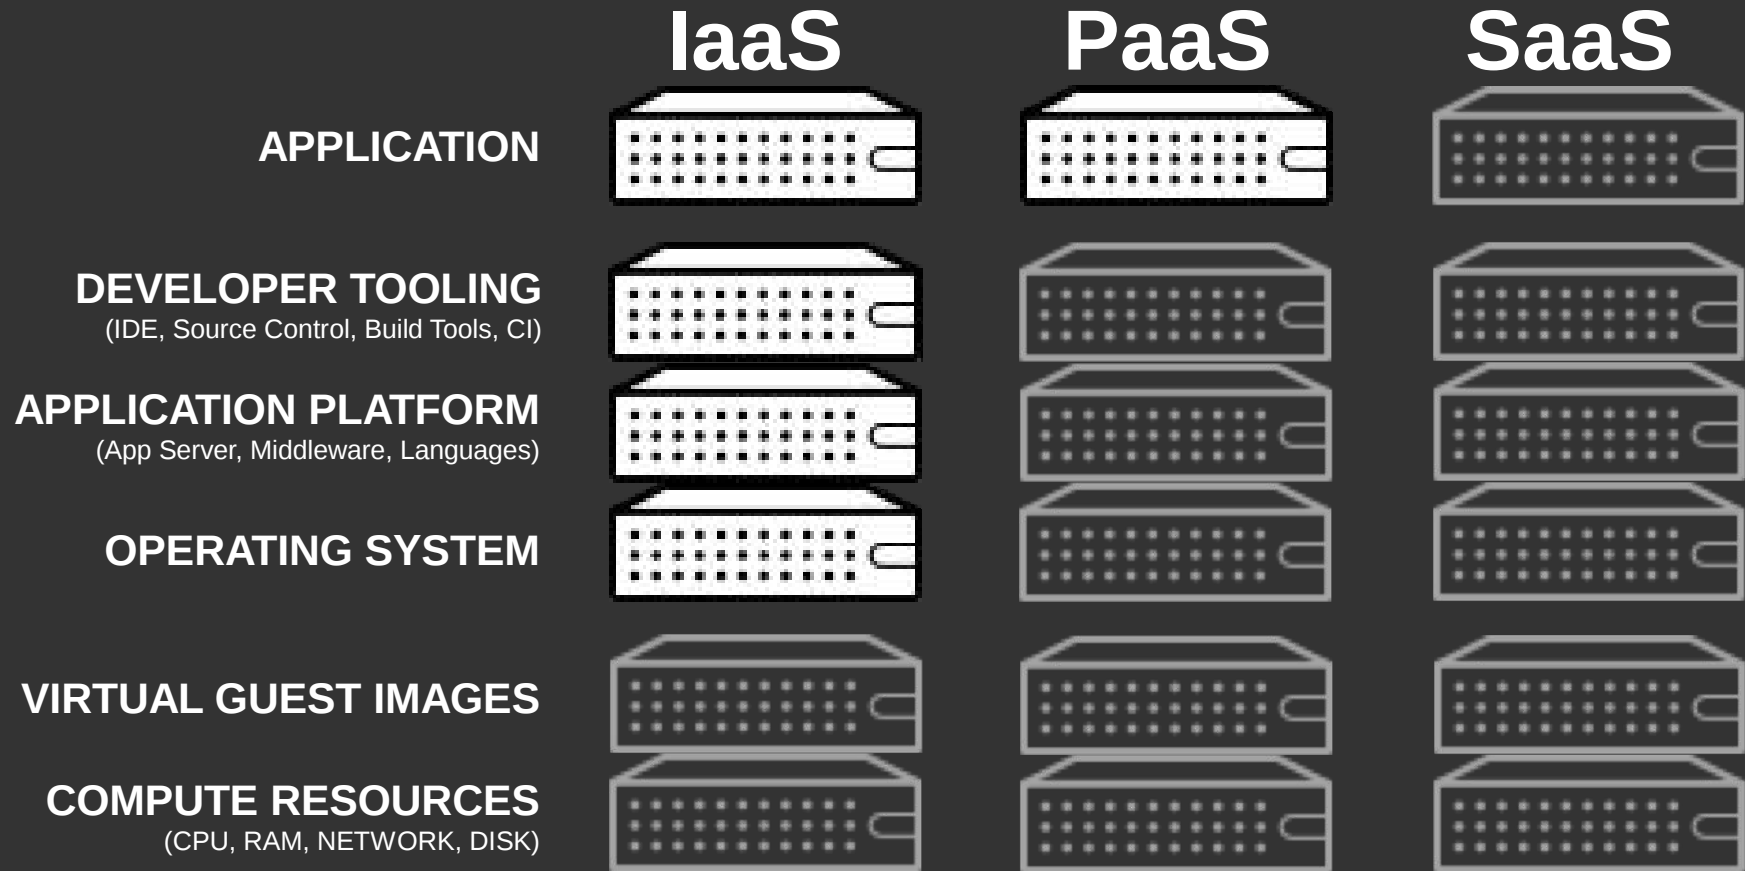 IaaS PaaS SaaS
APPLICATION
DEVELOPER TOOLING
(IDE, Source Control, Build Tools, CI)
APPLICATION PLATFORM
(App Server, Middleware, Languages)
OPERATING SYSTEM
VIRTUAL GUEST IMAGES
COMPUTE RESOURCES
(CPU, RAM, NETWORK, DISK)